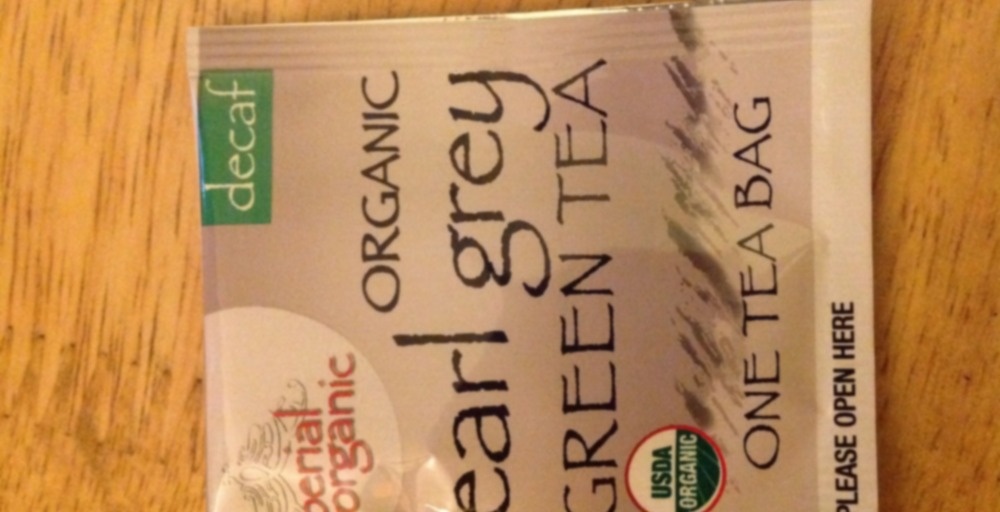 decaf
organic
ORGANIC
earl grey
GREEN TEA
USDA
ORGANIC
ONE TEA BAG
PLEASE OPEN HERE